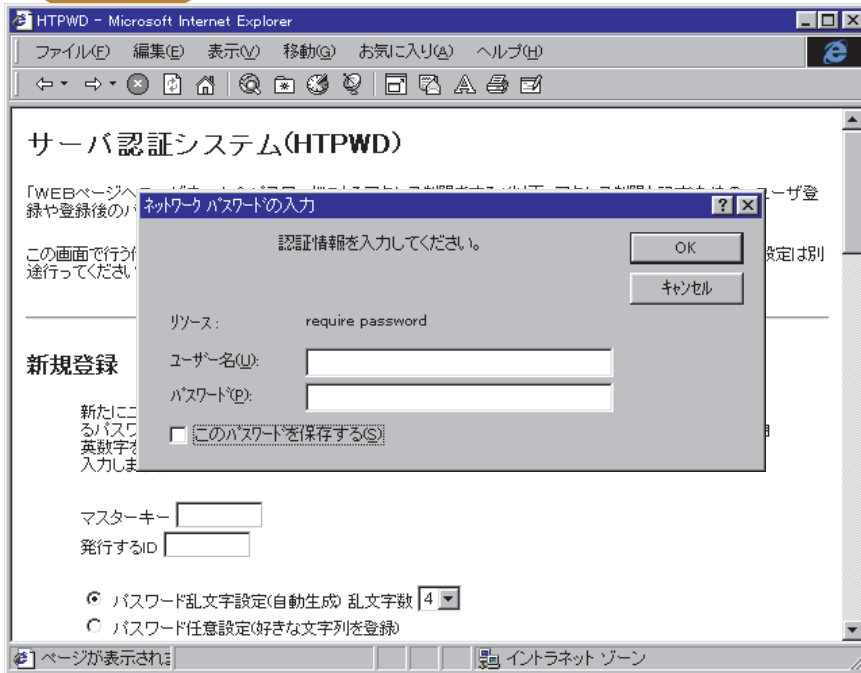 HTPWD - Microsoft Internet Explorer
ファイル(F) 編集(E) 表示(V) 移動(G) お気に入り(A) ヘルプ(H)
サーバ認証システム(HTPWD)
「WEBページへ
ユーザ登
録や登録後のパ
この画面で行う
設定は別
途行ってください
ネットワーク パスワードの入力
認証情報を入力してください。
OK
キャンセル
リソース: require password
ユーザー名(U):
パスワード(P):
このパスワードを保存する(S)
新規登録
新たにユ
るパスワ
英数字を
入力しま
マスターキー
発行するID
パスワード乱文字設定(自動生成) 乱文字数 4
パスワード任意設定(好きな文字列を登録)
ページが表示されま
イントラネット ゾーン